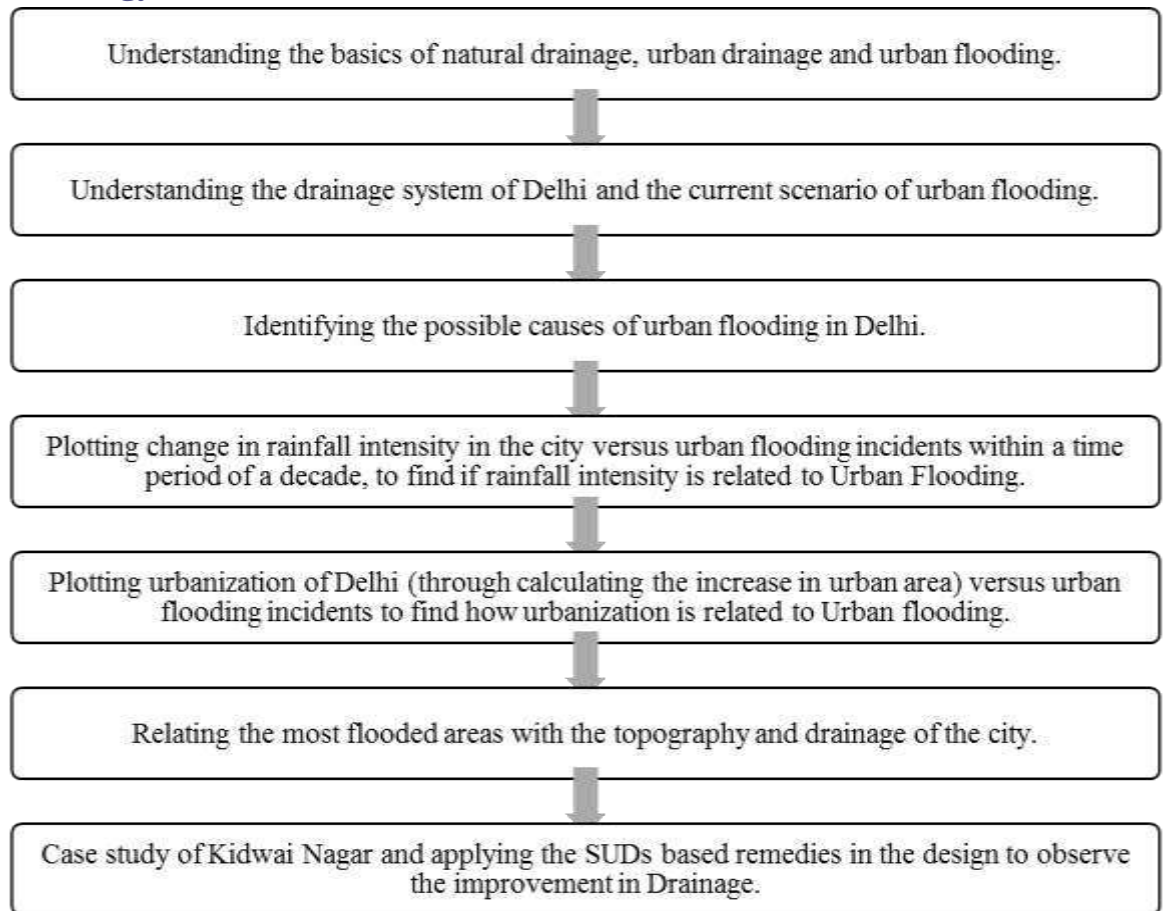 Understanding the basics of natural drainage, urban drainage and urban flooding.
Understanding the drainage system of Delhi and the current scenario of urban flooding.
Identifying the possible causes of urban flooding in Delhi.
Plotting change in rainfall intensity in the city versus urban flooding incidents within a time
period of a decade, to find if rainfall intensity is related to Urban Flooding.
Plotting urbanization of Delhi (through calculating the increase in urban area) versus urban
flooding incidents to find how urbanization is related to Urban flooding.
Relating the most flooded areas with the topography and drainage of the city.
Case study of Kidwai Nagar and applying the SUDs based remedies in the design to observe
the improvement in Drainage.